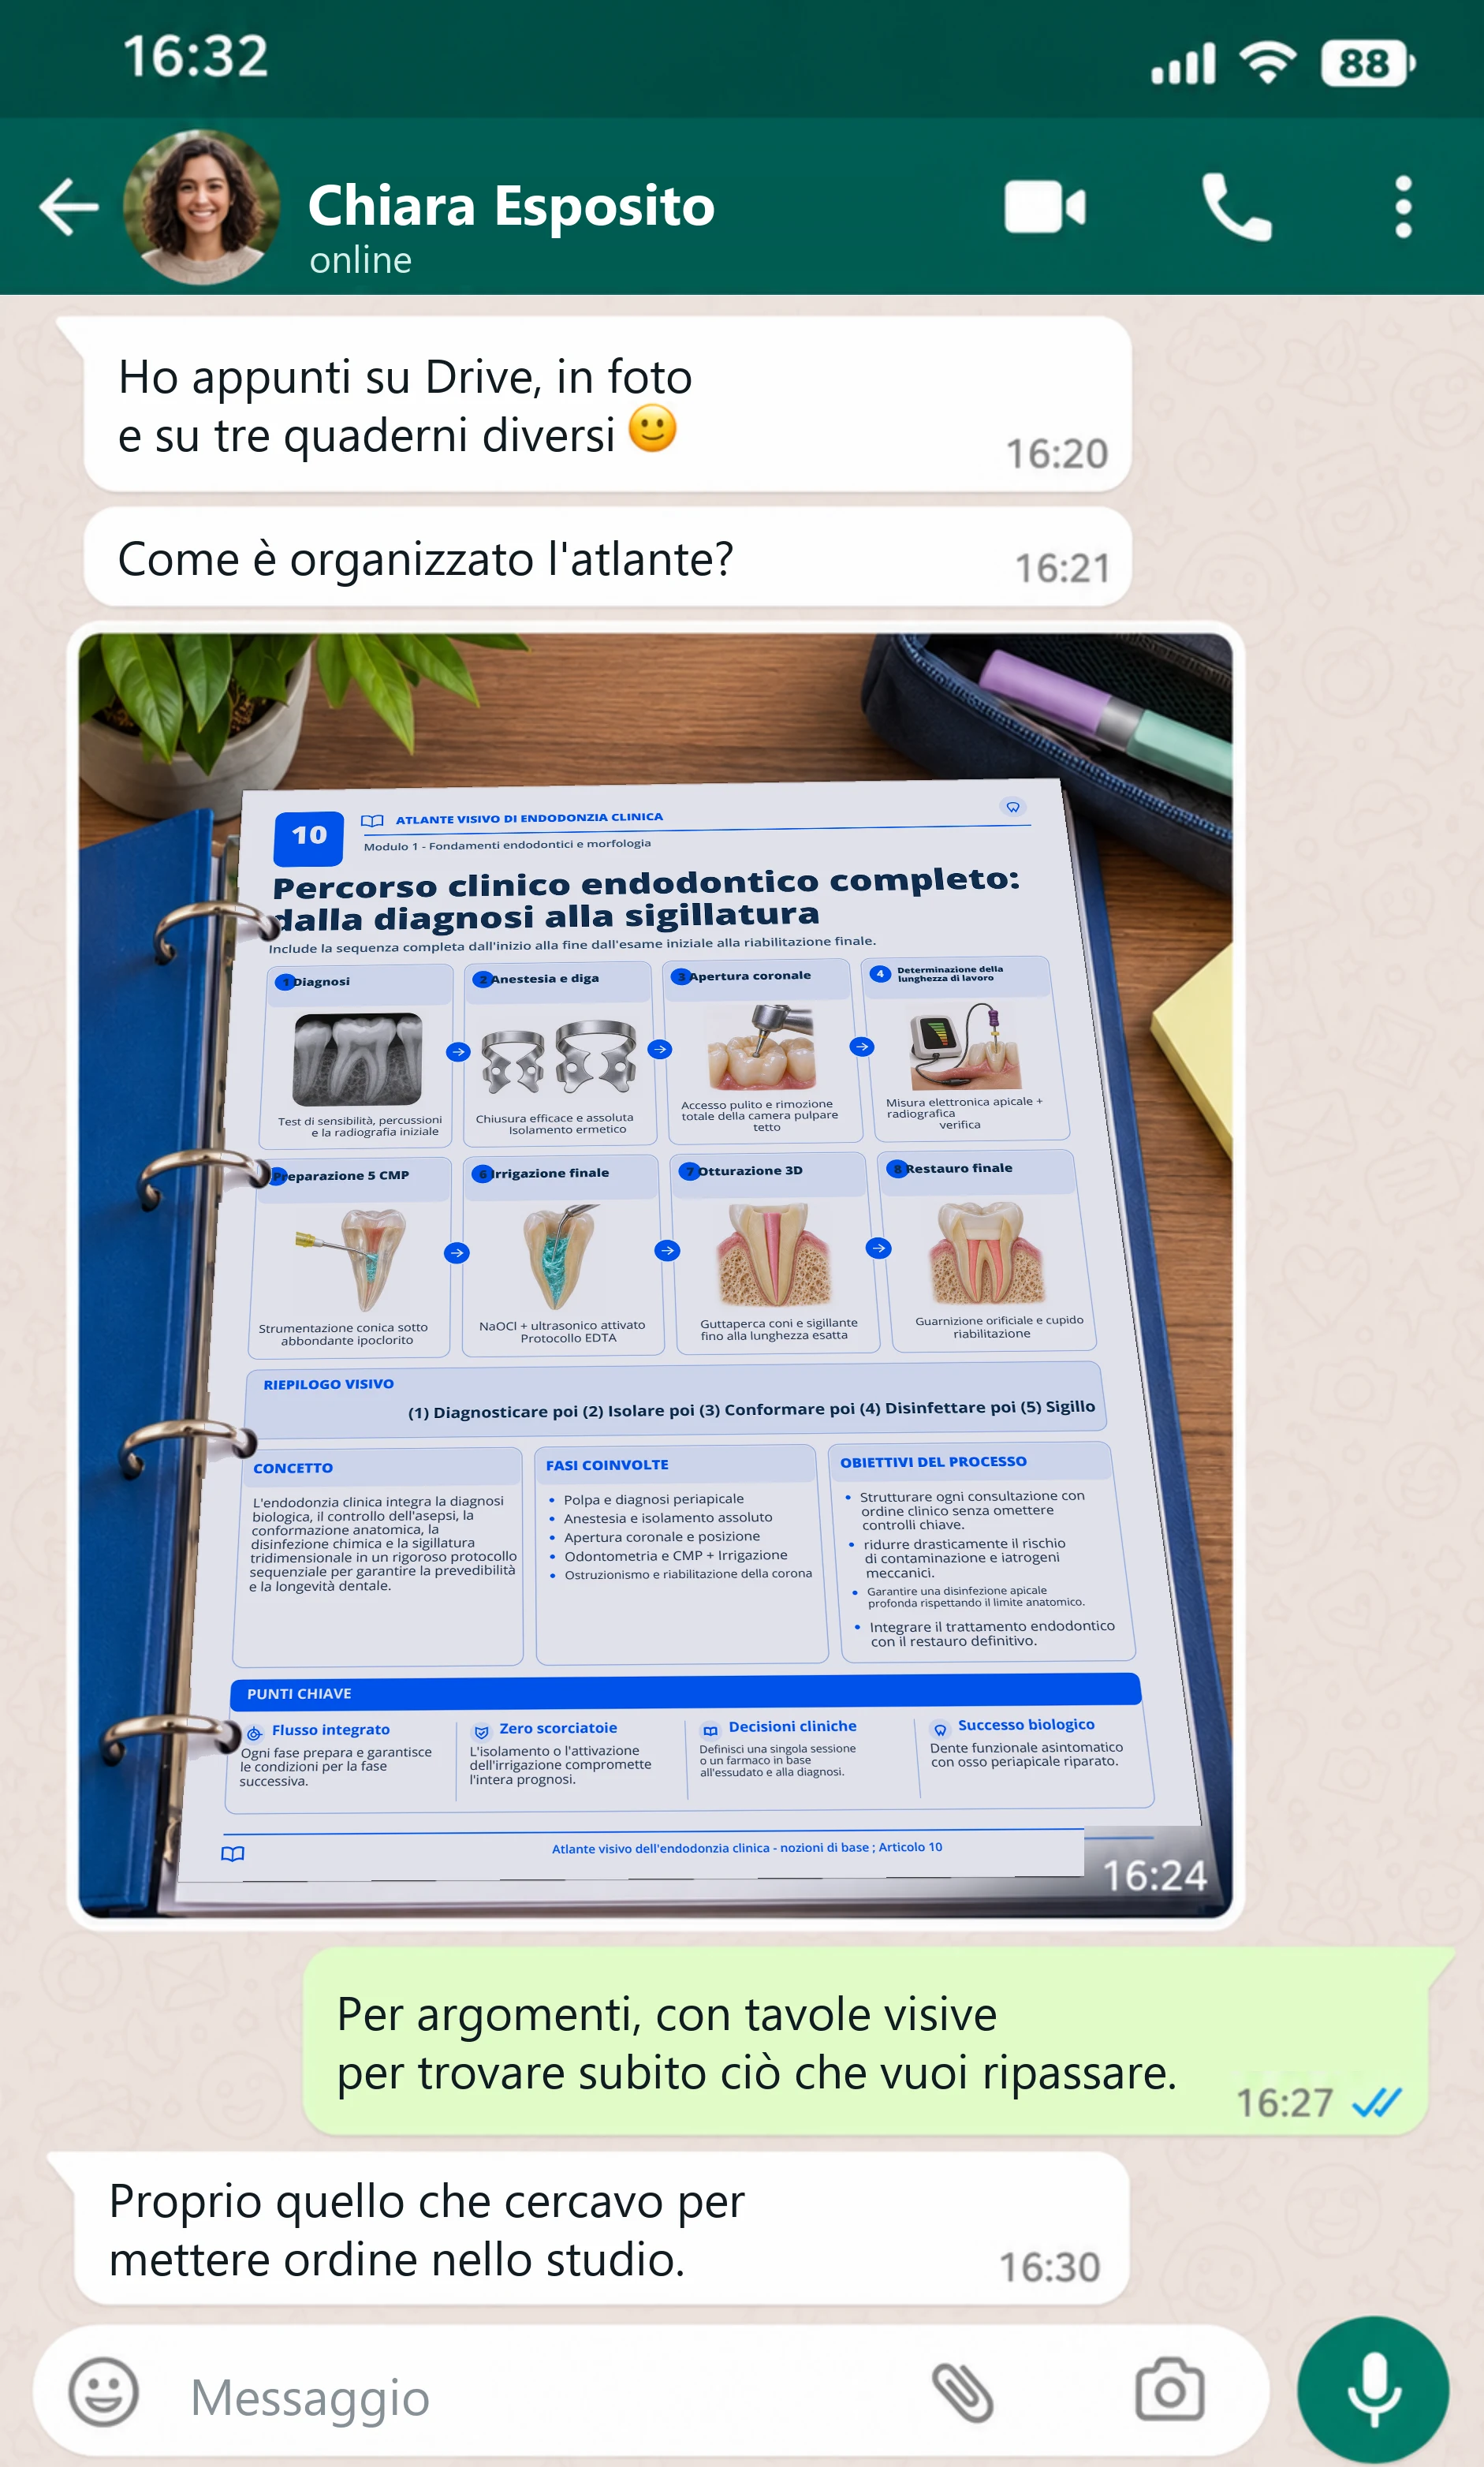 16:32
88
Chiara Esposito
online
Ho appunti su Drive, in foto
e su tre quaderni diversi
16:20
Come è organizzato l'atlante?
16:21
10
ATLANTE VISIVO DI ENDODONZIA CLINICA
Modulo 1 - Fondamenti endodontici e morfologia
Percorso clinico endodontico completo:
dalla diagnosi alla sigillatura
Include la sequenza completa dall'inizio alla fine dall'esame iniziale alla riabilitazione finale.
1 Diagnosi
Test di sensibilità, percussioni
e la radiografia iniziale
2 Anestesia e diga
Chiusura efficace e assoluta
Isolamento ermetico
3 Apertura coronale
Accesso pulito e rimozione
totale della camera pulpare
tetto
4 Determinazione della
lunghezza di lavoro
Misura elettronica apicale +
radiografica
verifica
Preparazione 5 CMP
Strumentazione conica sotto
abbondante ipoclorito
6 Irrigazione finale
NaOCl + ultrasonico attivato
Protocollo EDTA
7 Otturazione 3D
Guttaperca coni e sigillante
fino alla lunghezza esatta
8 Restauro finale
Guarnizione orificiale e cupido
riabilitazione
RIEPILOGO VISIVO
(1) Diagnosticare poi (2) Isolare poi (3) Conformare poi (4) Disinfettare poi (5) Sigillo
CONCETTO
L'endodonzia clinica integra la diagnosi
biologica, il controllo dell'asepsi, la
conformazione anatomica, la
disinfezione chimica e la sigillatura
tridimensionale in un rigoroso protocollo
sequenziale per garantire la prevedibilità
e la longevità dentale.
FASI COINVOLTE
• Polpa e diagnosi periapicale
• Anestesia e isolamento assoluto
• Apertura coronale e posizione
• Odontometria e CMP + Irrigazione
• Ostruzionismo e riabilitazione della corona
OBIETTIVI DEL PROCESSO
• Strutturare ogni consultazione con
ordine clinico senza omettere
controlli chiave.
• ridurre drasticamente il rischio
di contaminazione e iatrogeni
meccanici.
• Garantire una disinfezione apicale
profonda rispettando il limite anatomico.
• Integrare il trattamento endodontico
con il restauro definitivo.
PUNTI CHIAVE
Flusso integrato
Ogni fase prepara e garantisce
le condizioni per la fase
successiva.
Zero scorciatoie
L'isolamento o l'attivazione
dell'irrigazione compromette
l'intera prognosi.
Decisioni cliniche
Definisci una singola sessione
o un farmaco in base
all'essudato e alla diagnosi.
Successo biologico
Dente funzionale asintomatico
con osso periapicale riparato.
Atlante visivo dell'endodonzia clinica - nozioni di base ; Articolo 10
16:24
Per argomenti, con tavole visive
per trovare subito ciò che vuoi ripassare.
16:27
Proprio quello che cercavo per
mettere ordine nello studio.
16:30
Messaggio